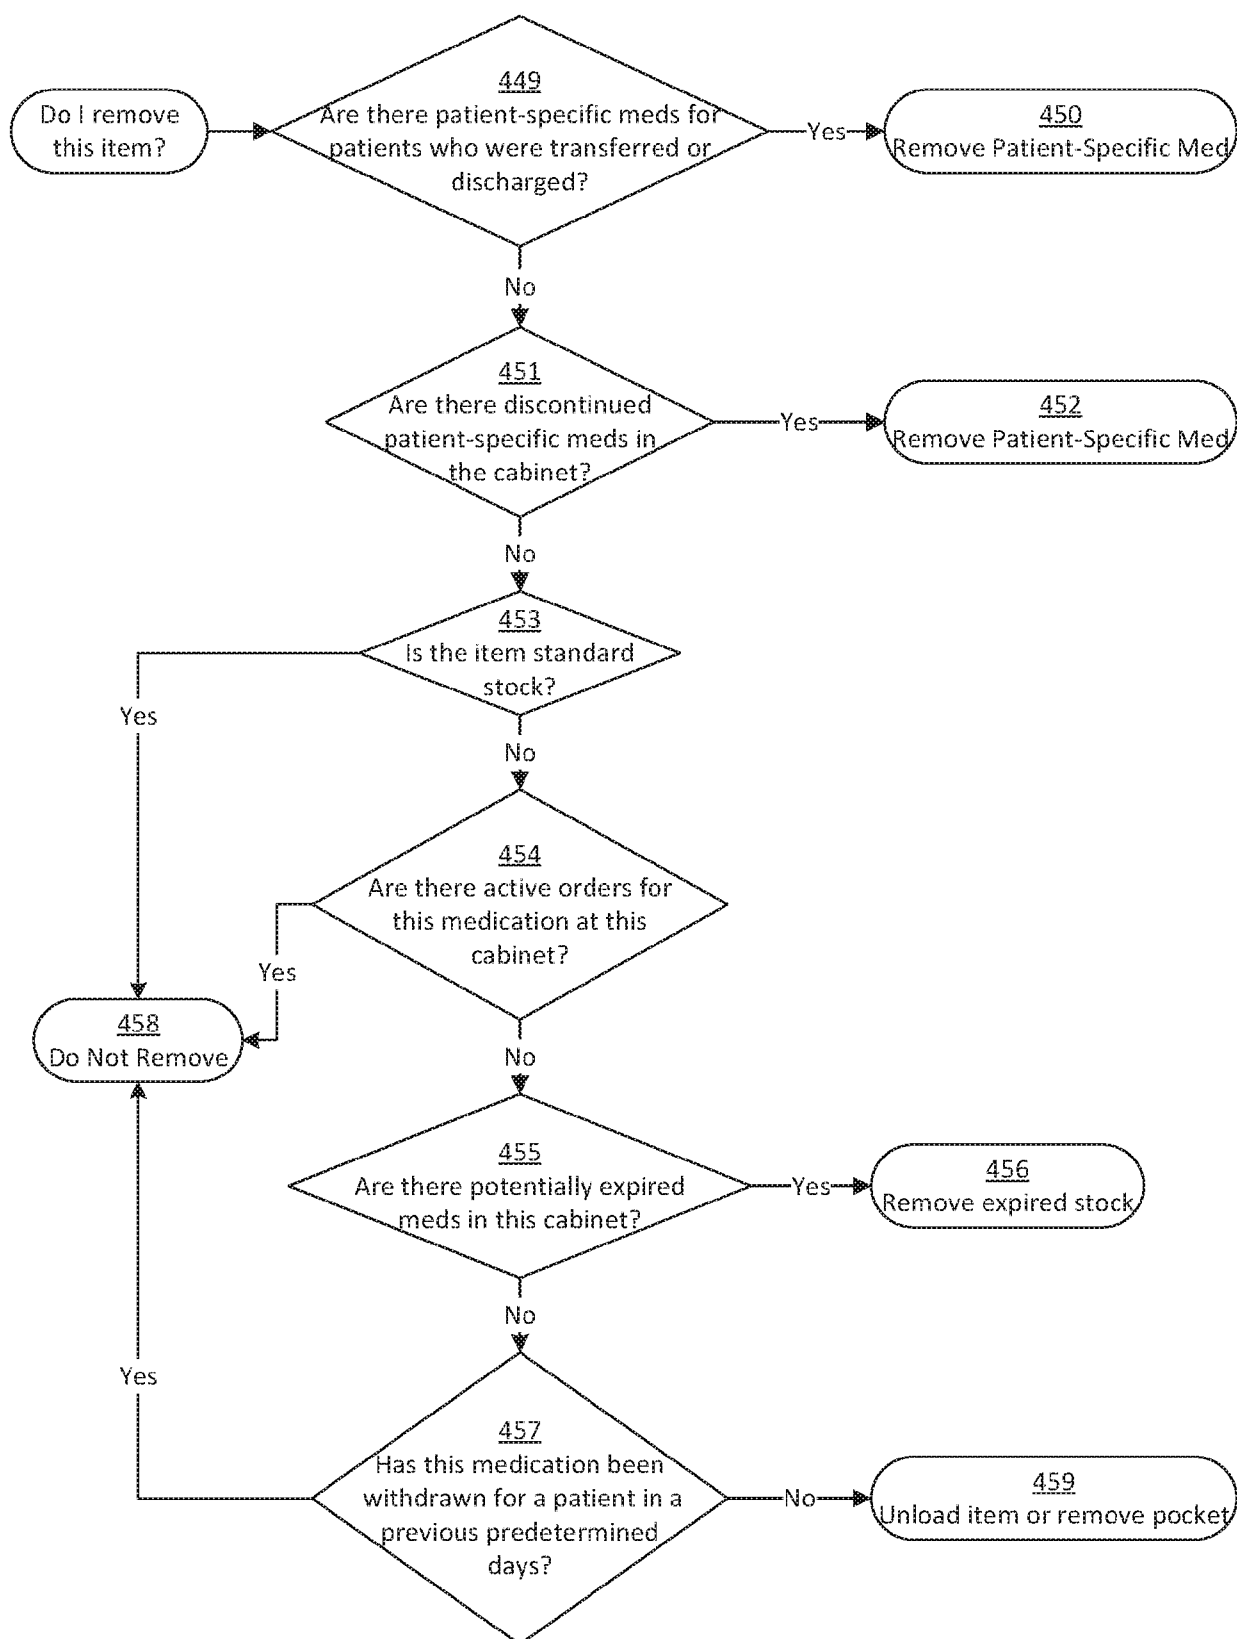 Do I remove
this item?
449
Are there patient-specific meds for
patients who were transferred or
discharged?
Yes
450
Remove Patient-Specific Med
No
451
Are there discontinued
patient-specific meds in
the cabinet?
Yes
452
Remove Patient-Specific Med
No
453
Is the item standard
stock?
Yes
No
454
Are there active orders for
this medication at this
cabinet?
Yes
458
Do Not Remove
No
455
Are there potentially expired
meds in this cabinet?
Yes
456
Remove expired stock
No
Yes
457
Has this medication been
withdrawn for a patient in a
previous predetermined
days?
No
459
Unload item or remove pocket